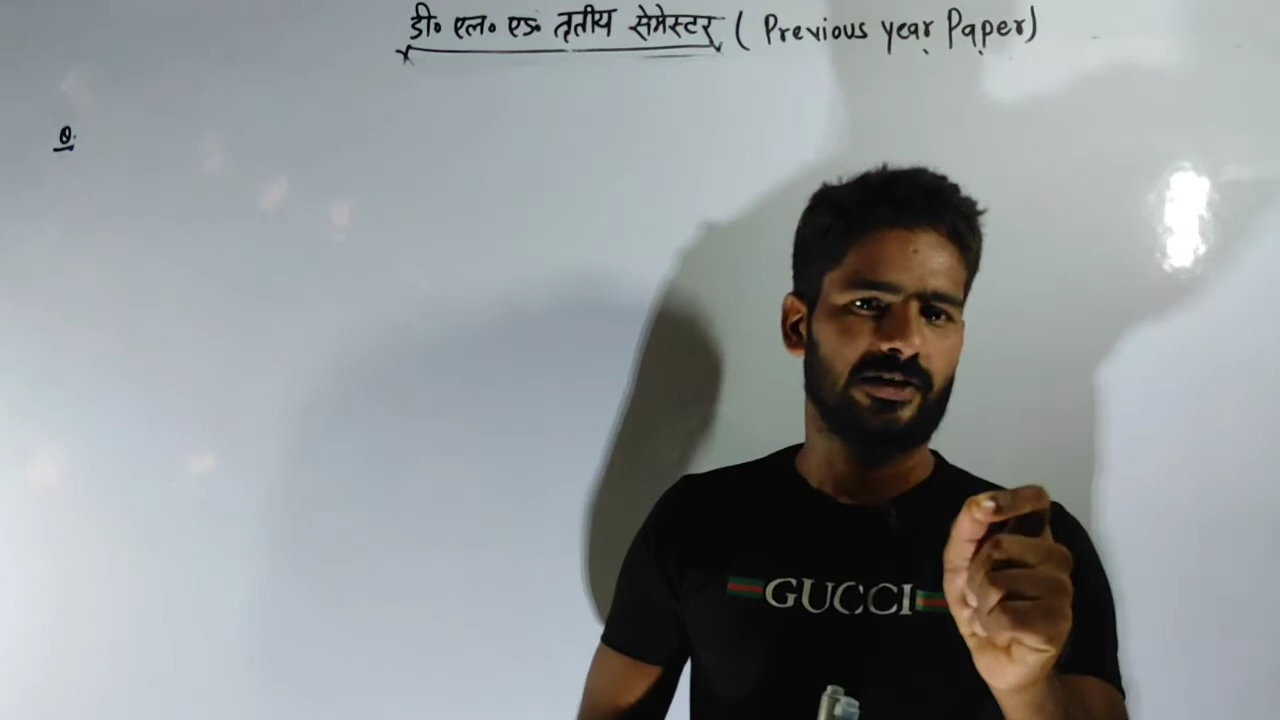 डी० एल० एड० तृतीय सेमेस्टर ( Previous year Paper)
Q.
GUCCI